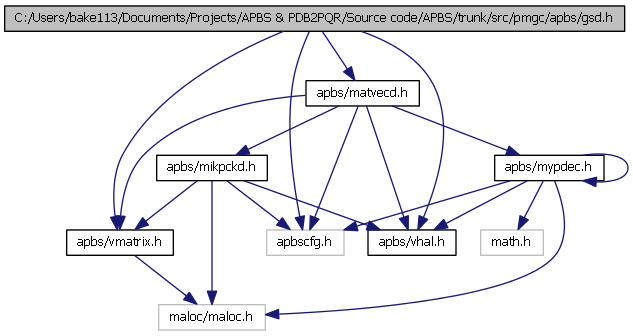 C:/Users/bake113/Documents/Projects/APBS & PDB2PQR/Source code/APBS/trunk/src/pmgc/apbs/gsd.h
apbs/matvecd.h
apbs/mikpckd.h
apbs/mypdec.h
apbs/vmatrix.h
apbscfg.h
apbs/vhal.h
math.h
maloc/maloc.h